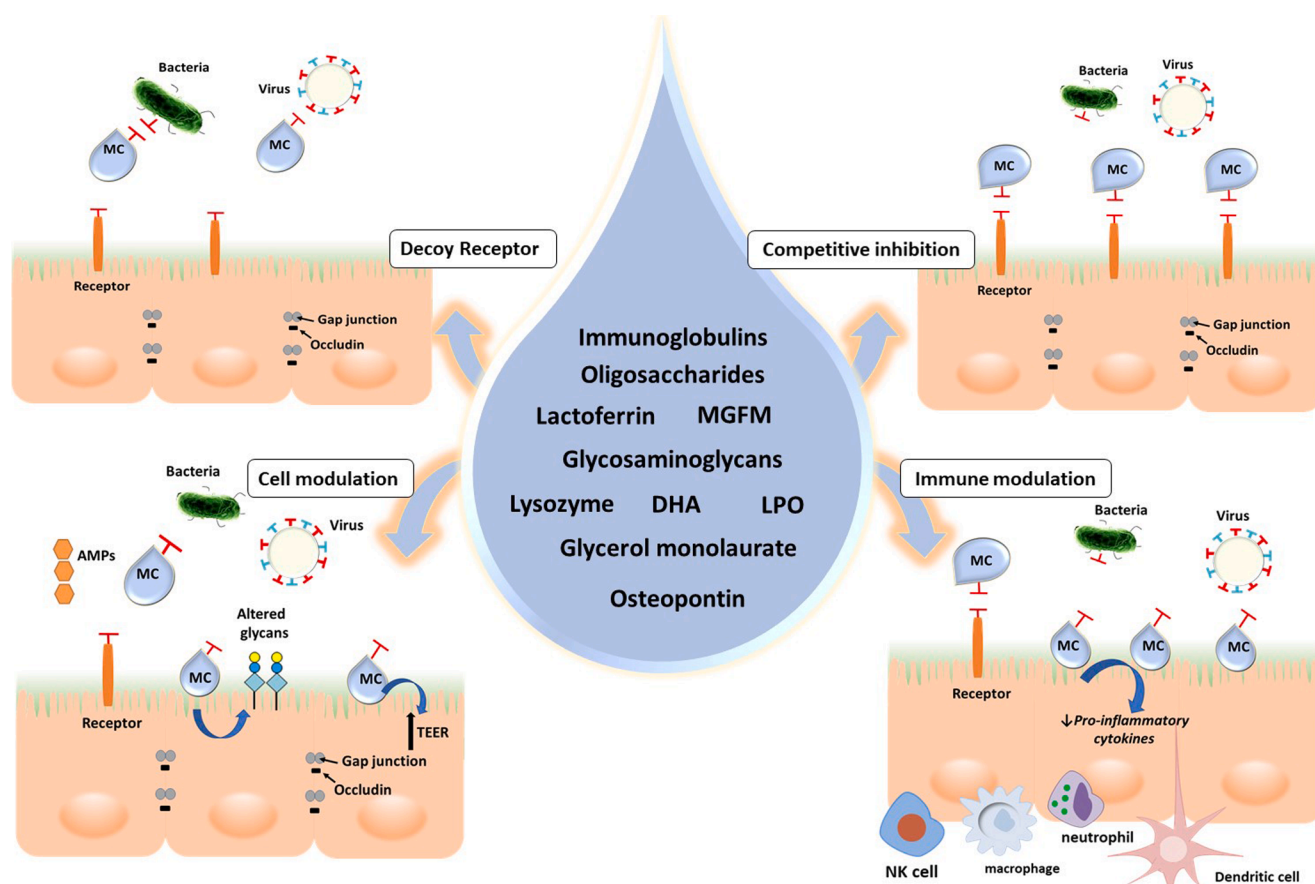 Bacteria
Virus
MC
MC
Receptor
Gap junction
Occludin
Decoy Receptor
Bacteria
Virus
MC
MC
MC
Receptor
Gap junction
Occludin
Competitive inhibition
Immunoglobulins
Oligosaccharides
Lactoferrin MGFM
Glycosaminoglycans
Lysozyme DHA LPO
Glycerol monolaurate
Osteopontin
Cell modulation
Bacteria
Virus
AMPs
MC
Altered
glycans
MC
MC
Receptor
TEER
Gap junction
Occludin
Immune modulation
Bacteria
Virus
MC
MC
MC
MC
Receptor
↓Pro-inflammatory
cytokines
NK cell
macrophage
neutrophil
Dendritic cell